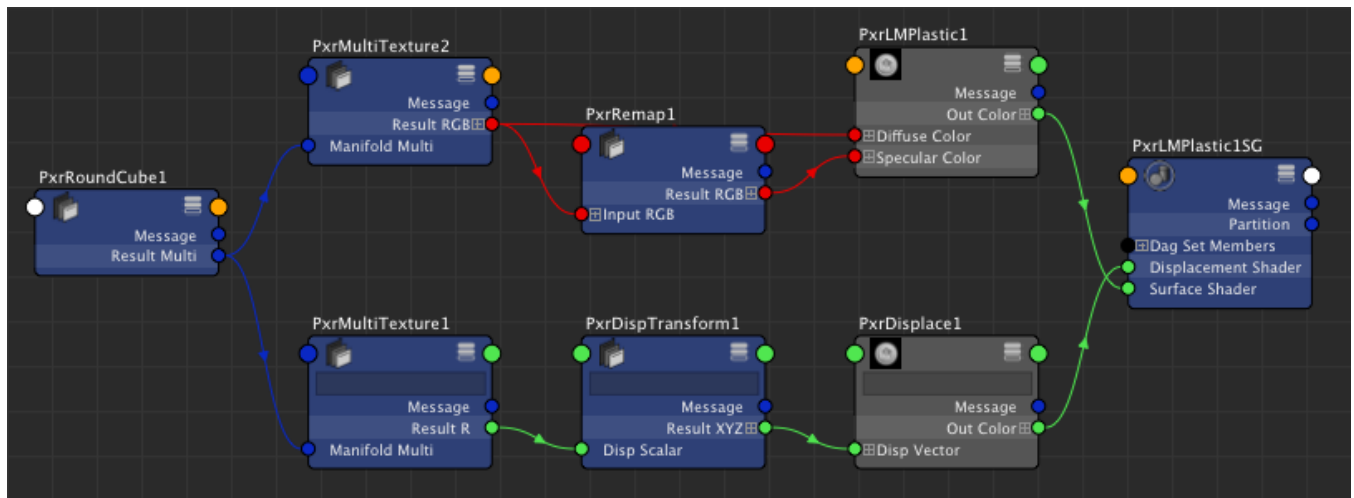 PxrMultiTexture2
Message
Result RGB
Manifold Multi
PxrRemap1
Message
Result RGB
Input RGB
PxrLMPlastic1
Message
Out Color
Diffuse Color
Specular Color
PxrRoundCube1
Message
Result Multi
PxrLMPlastic1SG
Message
Partition
Dag Set Members
Displacement Shader
Surface Shader
PxrMultiTexture1
Message
Result R
Manifold Multi
PxrDispTransform1
Message
Result XYZ
Disp Scalar
PxrDisplace1
Message
Out Color
Disp Vector